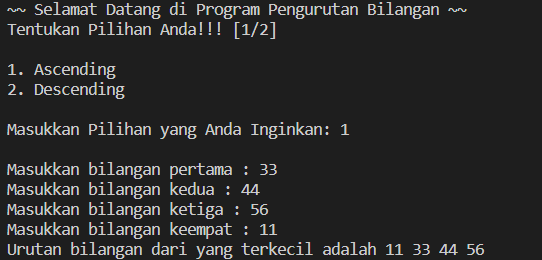 ~~ Selamat Datang di Program Pengurutan Bilangan ~~
Tentukan Pilihan Anda!!! [1/2]
1. Ascending
2. Descending
Masukkan Pilihan yang Anda Inginkan: 1
Masukkan bilangan pertama : 33
Masukkan bilangan kedua : 44
Masukkan bilangan ketiga : 56
Masukkan bilangan keempat : 11
Urutan bilangan dari yang terkecil adalah 11 33 44 56